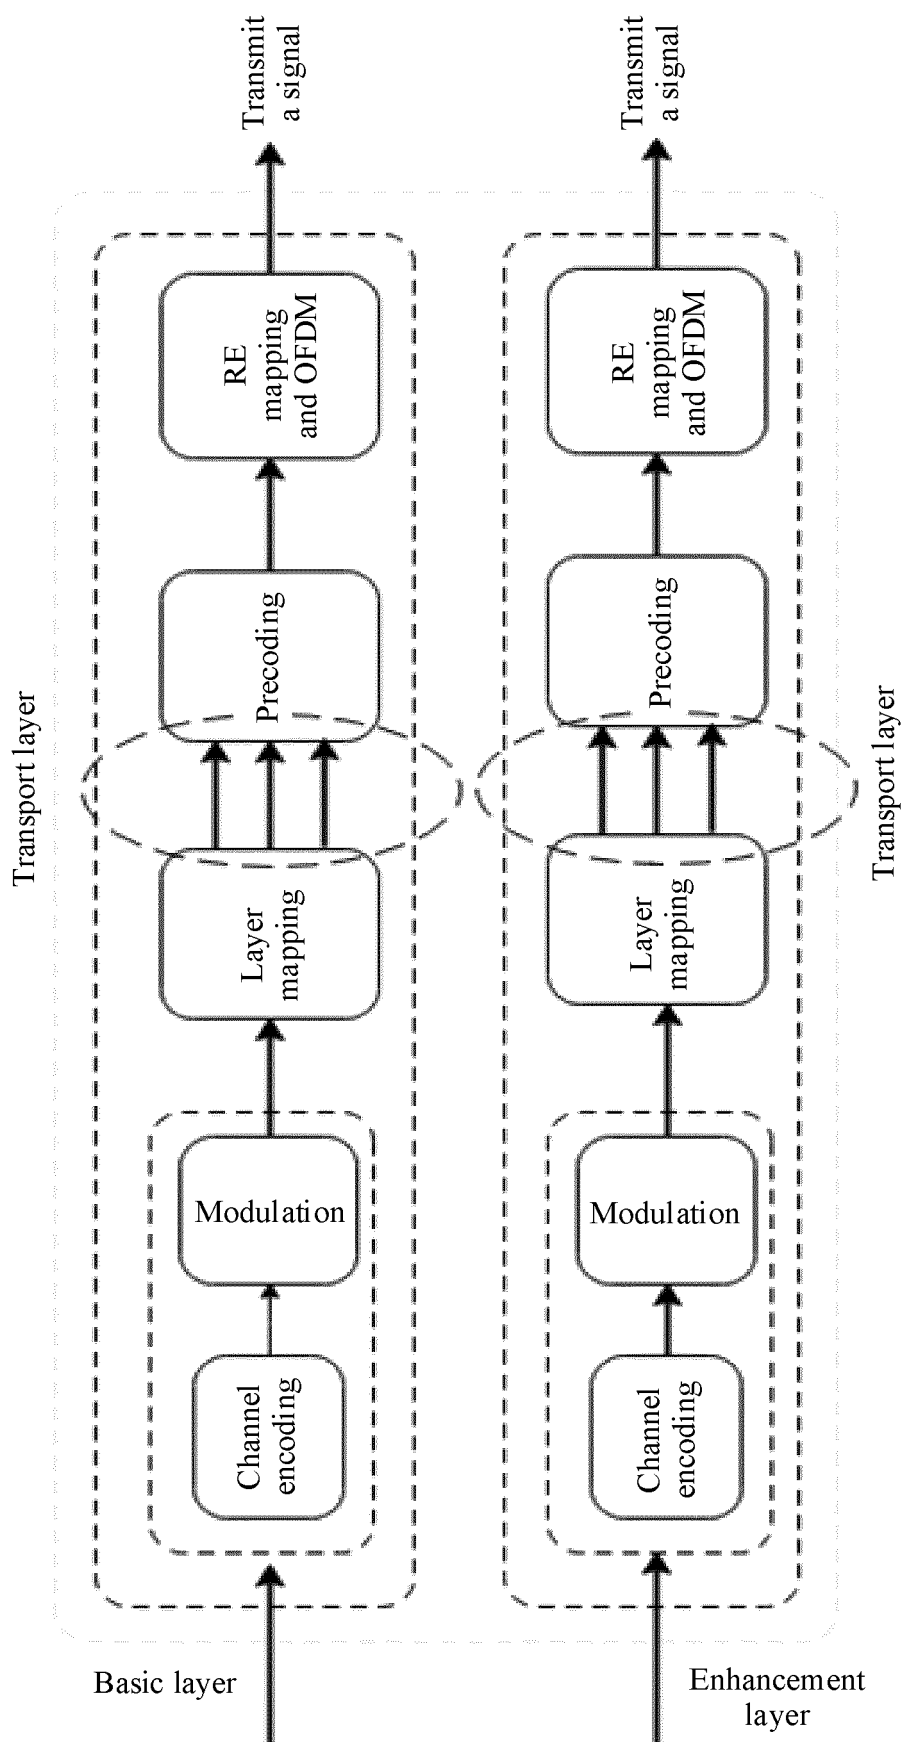 Transmit
a signal
Transmit
a signal
RE
mapping
and OFDM
RE
mapping
and OFDM
Precoding
Precoding
Transport layer
Transport layer
Layer
mapping
Layer
mapping
Modulation
Modulation
Channel
encoding
Channel
encoding
Basic layer
Enhancement
layer